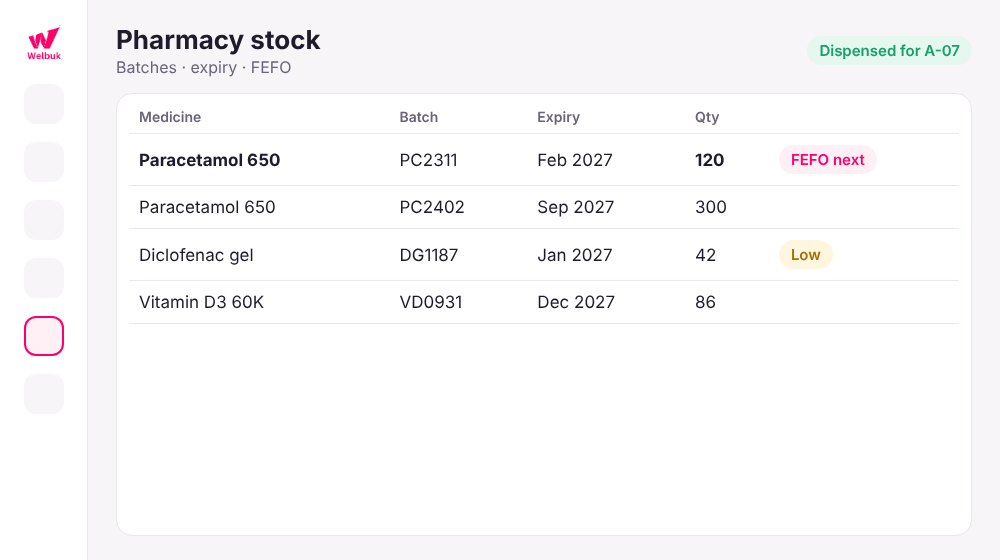 Welbuk
Pharmacy stock
Batches · expiry · FEFO
Dispensed for A-07
Medicine Batch Expiry Qty
Paracetamol 650 PC2311 Feb 2027 120 FEFO next
Paracetamol 650 PC2402 Sep 2027 300
Diclofenac gel DG1187 Jan 2027 42 Low
Vitamin D3 60K VD0931 Dec 2027 86